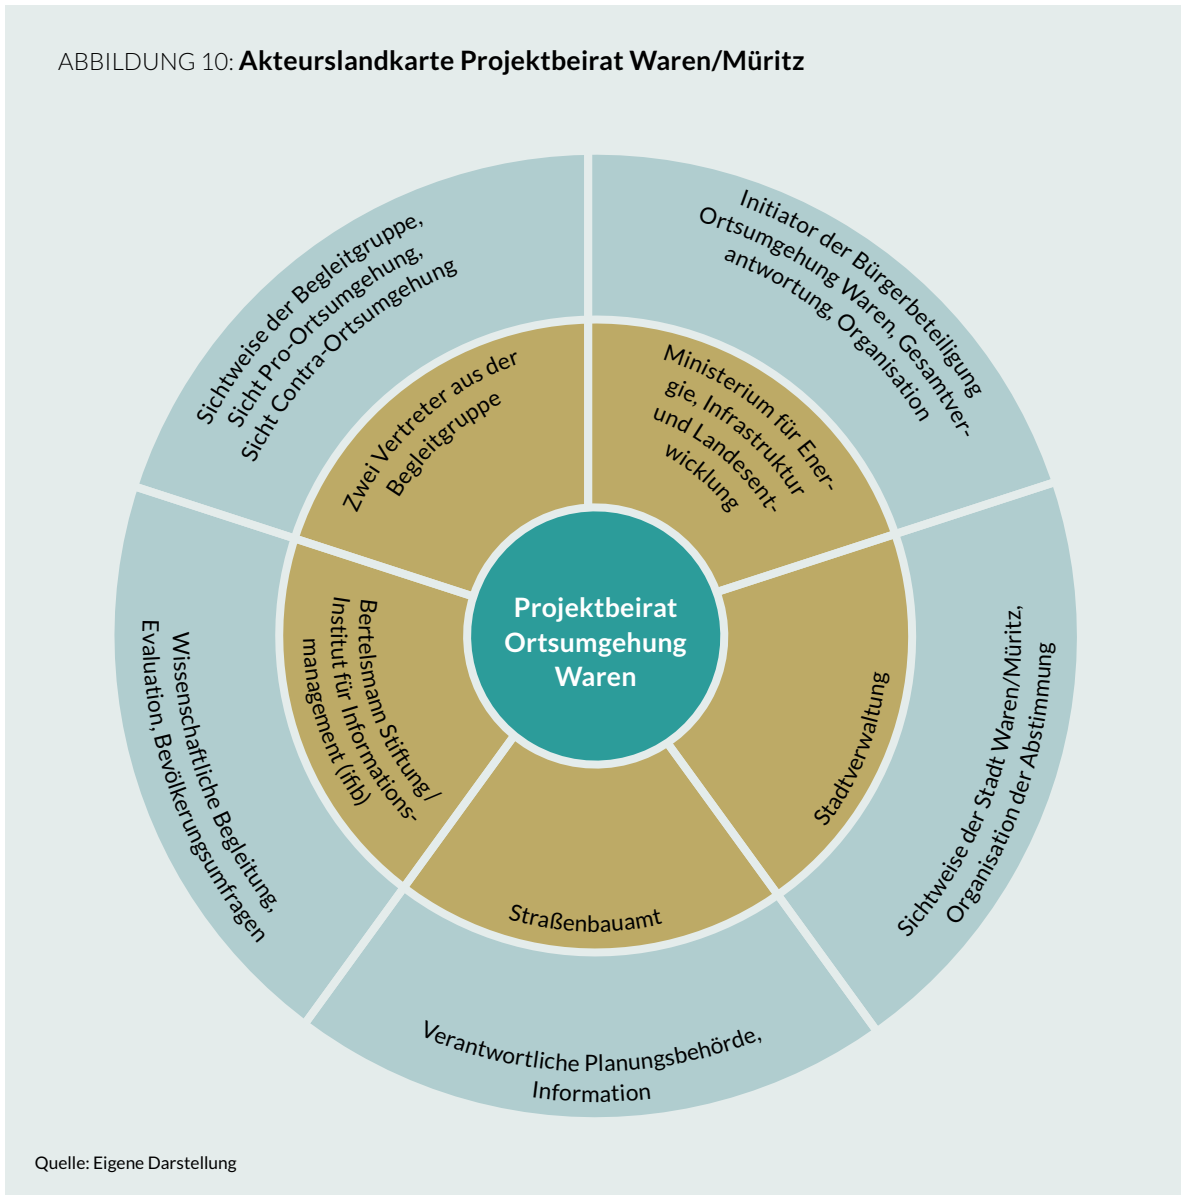 ABBILDUNG 10: Akteurslandkarte Projektbeirat Waren/Müritz
Sichtweise der Begleitgruppe,
Sicht Pro-Ortsumgehung,
Sicht Contra-Ortsumgehung
Initiator der Bürgerbeteiligung
Ortsumgehung Waren, Gesamtver-
antwortung, Organisation
Zwei Vertreter aus der
Begleitgruppe
Ministerium für Ener-
gie, Infrastruktur
und Landesent-
wicklung
Projektbeirat
Ortsumgehung
Waren
Bertelsmann Stiftung/
Institut für Informations-
management (ifib)
Wissenschaftliche Begleitung,
Evaluation, Bevölkerungsumfragen
Stadtverwaltung
Sichtweise der Stadt Waren/Müritz,
Organisation der Abstimmung
Straßenbauamt
Verantwortliche Planungsbehörde,
Information
Quelle: Eigene Darstellung